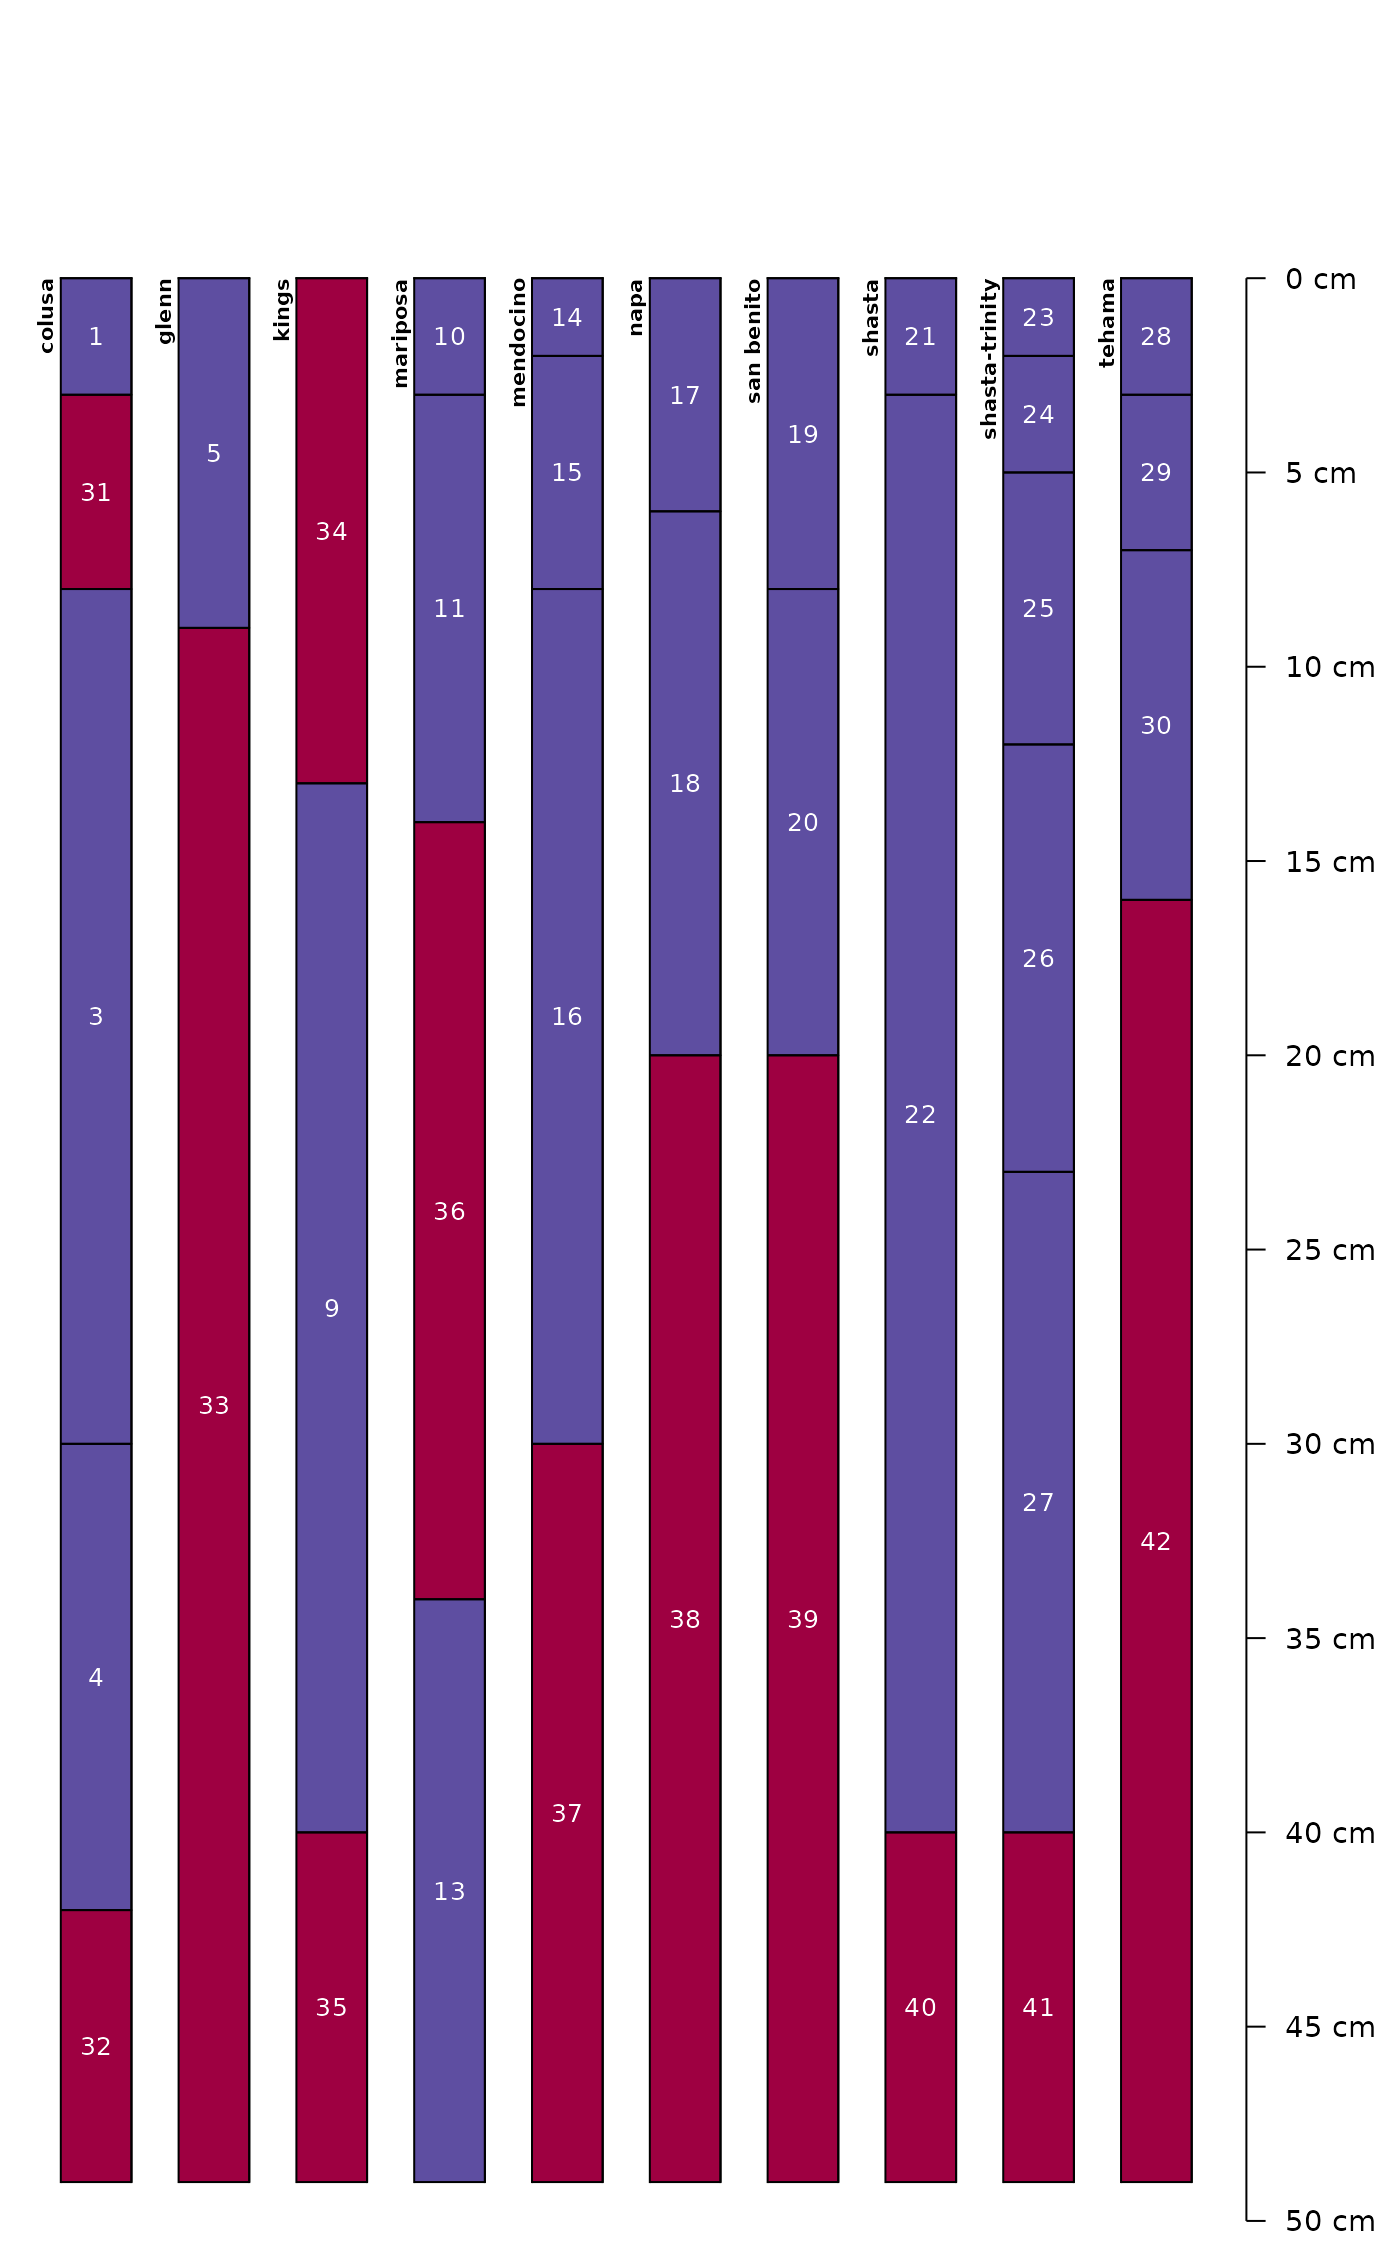 colusa
1
31
3
4
32
glenn
5
33
kings
34
9
35
mariposa
10
11
36
13
mendocino
14
15
16
37
napa
17
18
38
san benito
19
20
39
shasta
21
22
40
shasta-trinity
23
24
25
26
27
41
tehama
28
29
30
42
0 cm
5 cm
10 cm
15 cm
20 cm
25 cm
30 cm
35 cm
40 cm
45 cm
50 cm